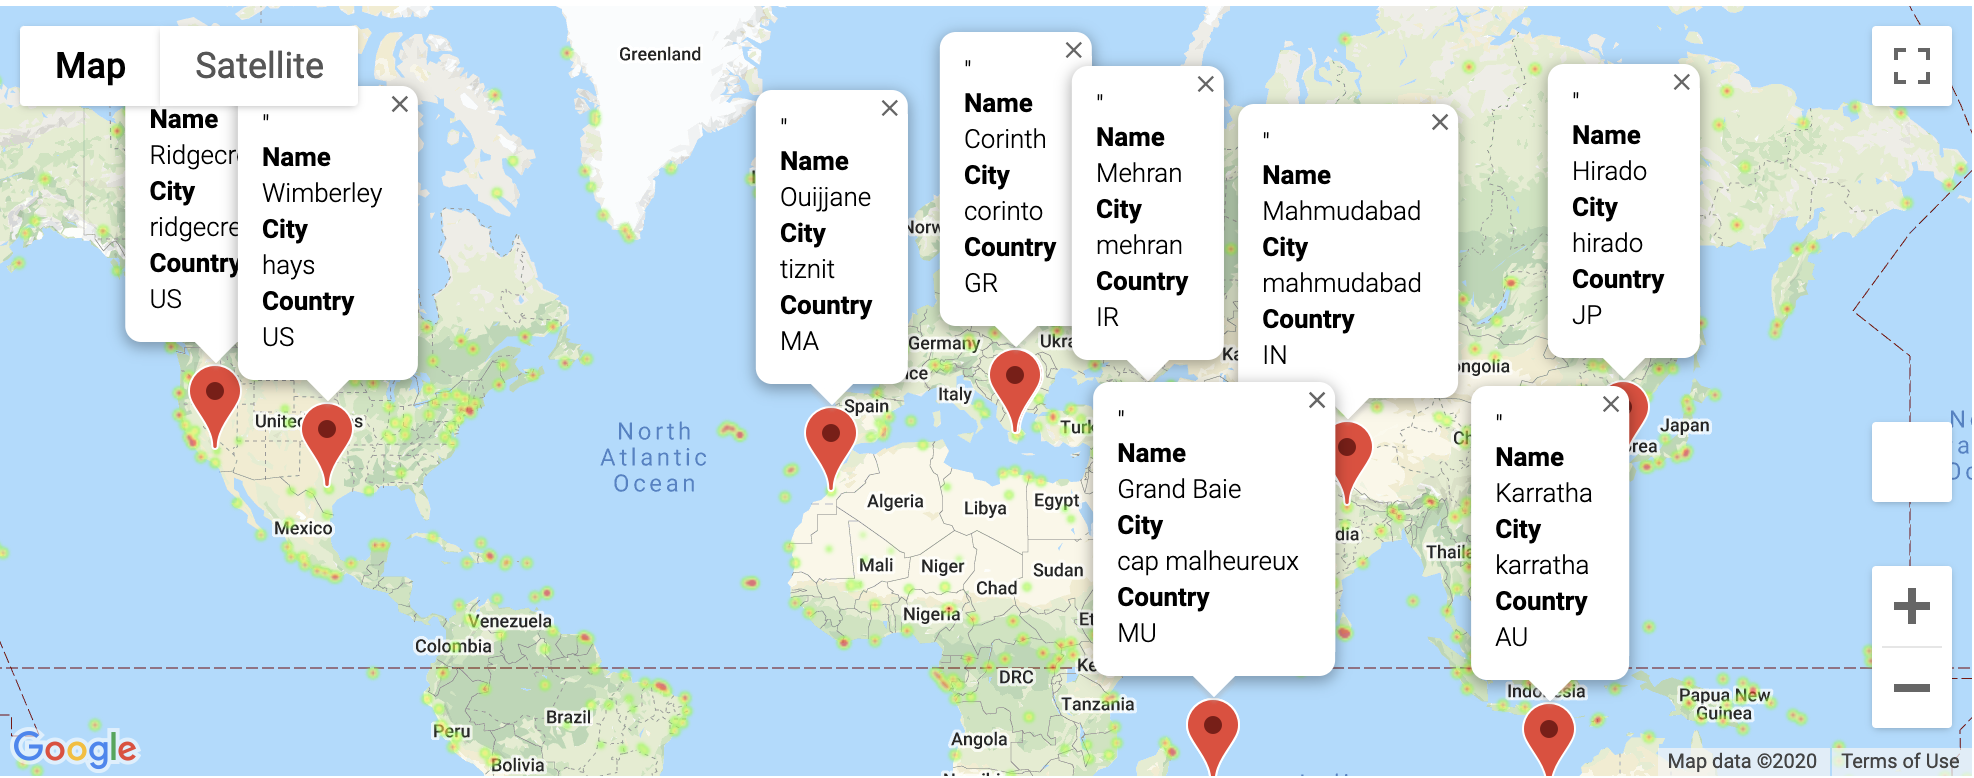 Map
Satellite
Greenland
Name
Ridgecr
City
ridgecre
Country
US
"
Name
Wimberley
City
hays
Country
US
"
Name
Ouijjane
City
tiznit
Country
MA
"
Name
Corinth
City
corinto
Country
GR
"
Name
Mehran
City
mehran
Country
IR
"
Name
Mahmudabad
City
mahmudabad
Country
IN
"
Name
Hirado
City
hirado
Country
JP
"
Name
Grand Baie
City
cap malheureux
Country
MU
"
Name
Karratha
City
karratha
Country
AU
Norw
Germany
Ukra
nce
Italy
Spain
Turk
Ka
ongolia
Ch
Japan
rea
United
es
Mexico
North
Atlantic
Ocean
Algeria
Libya
Egypt
Mali
Niger
Chad
Sudan
Nigeria
Et
dia
Thail
Venezuela
Colombia
DRC
Ke
Tanzania
Indonesia
Papua New
Guinea
Brazil
Peru
Angola
Bolivia
Google
Map data ©2020
Terms of Use